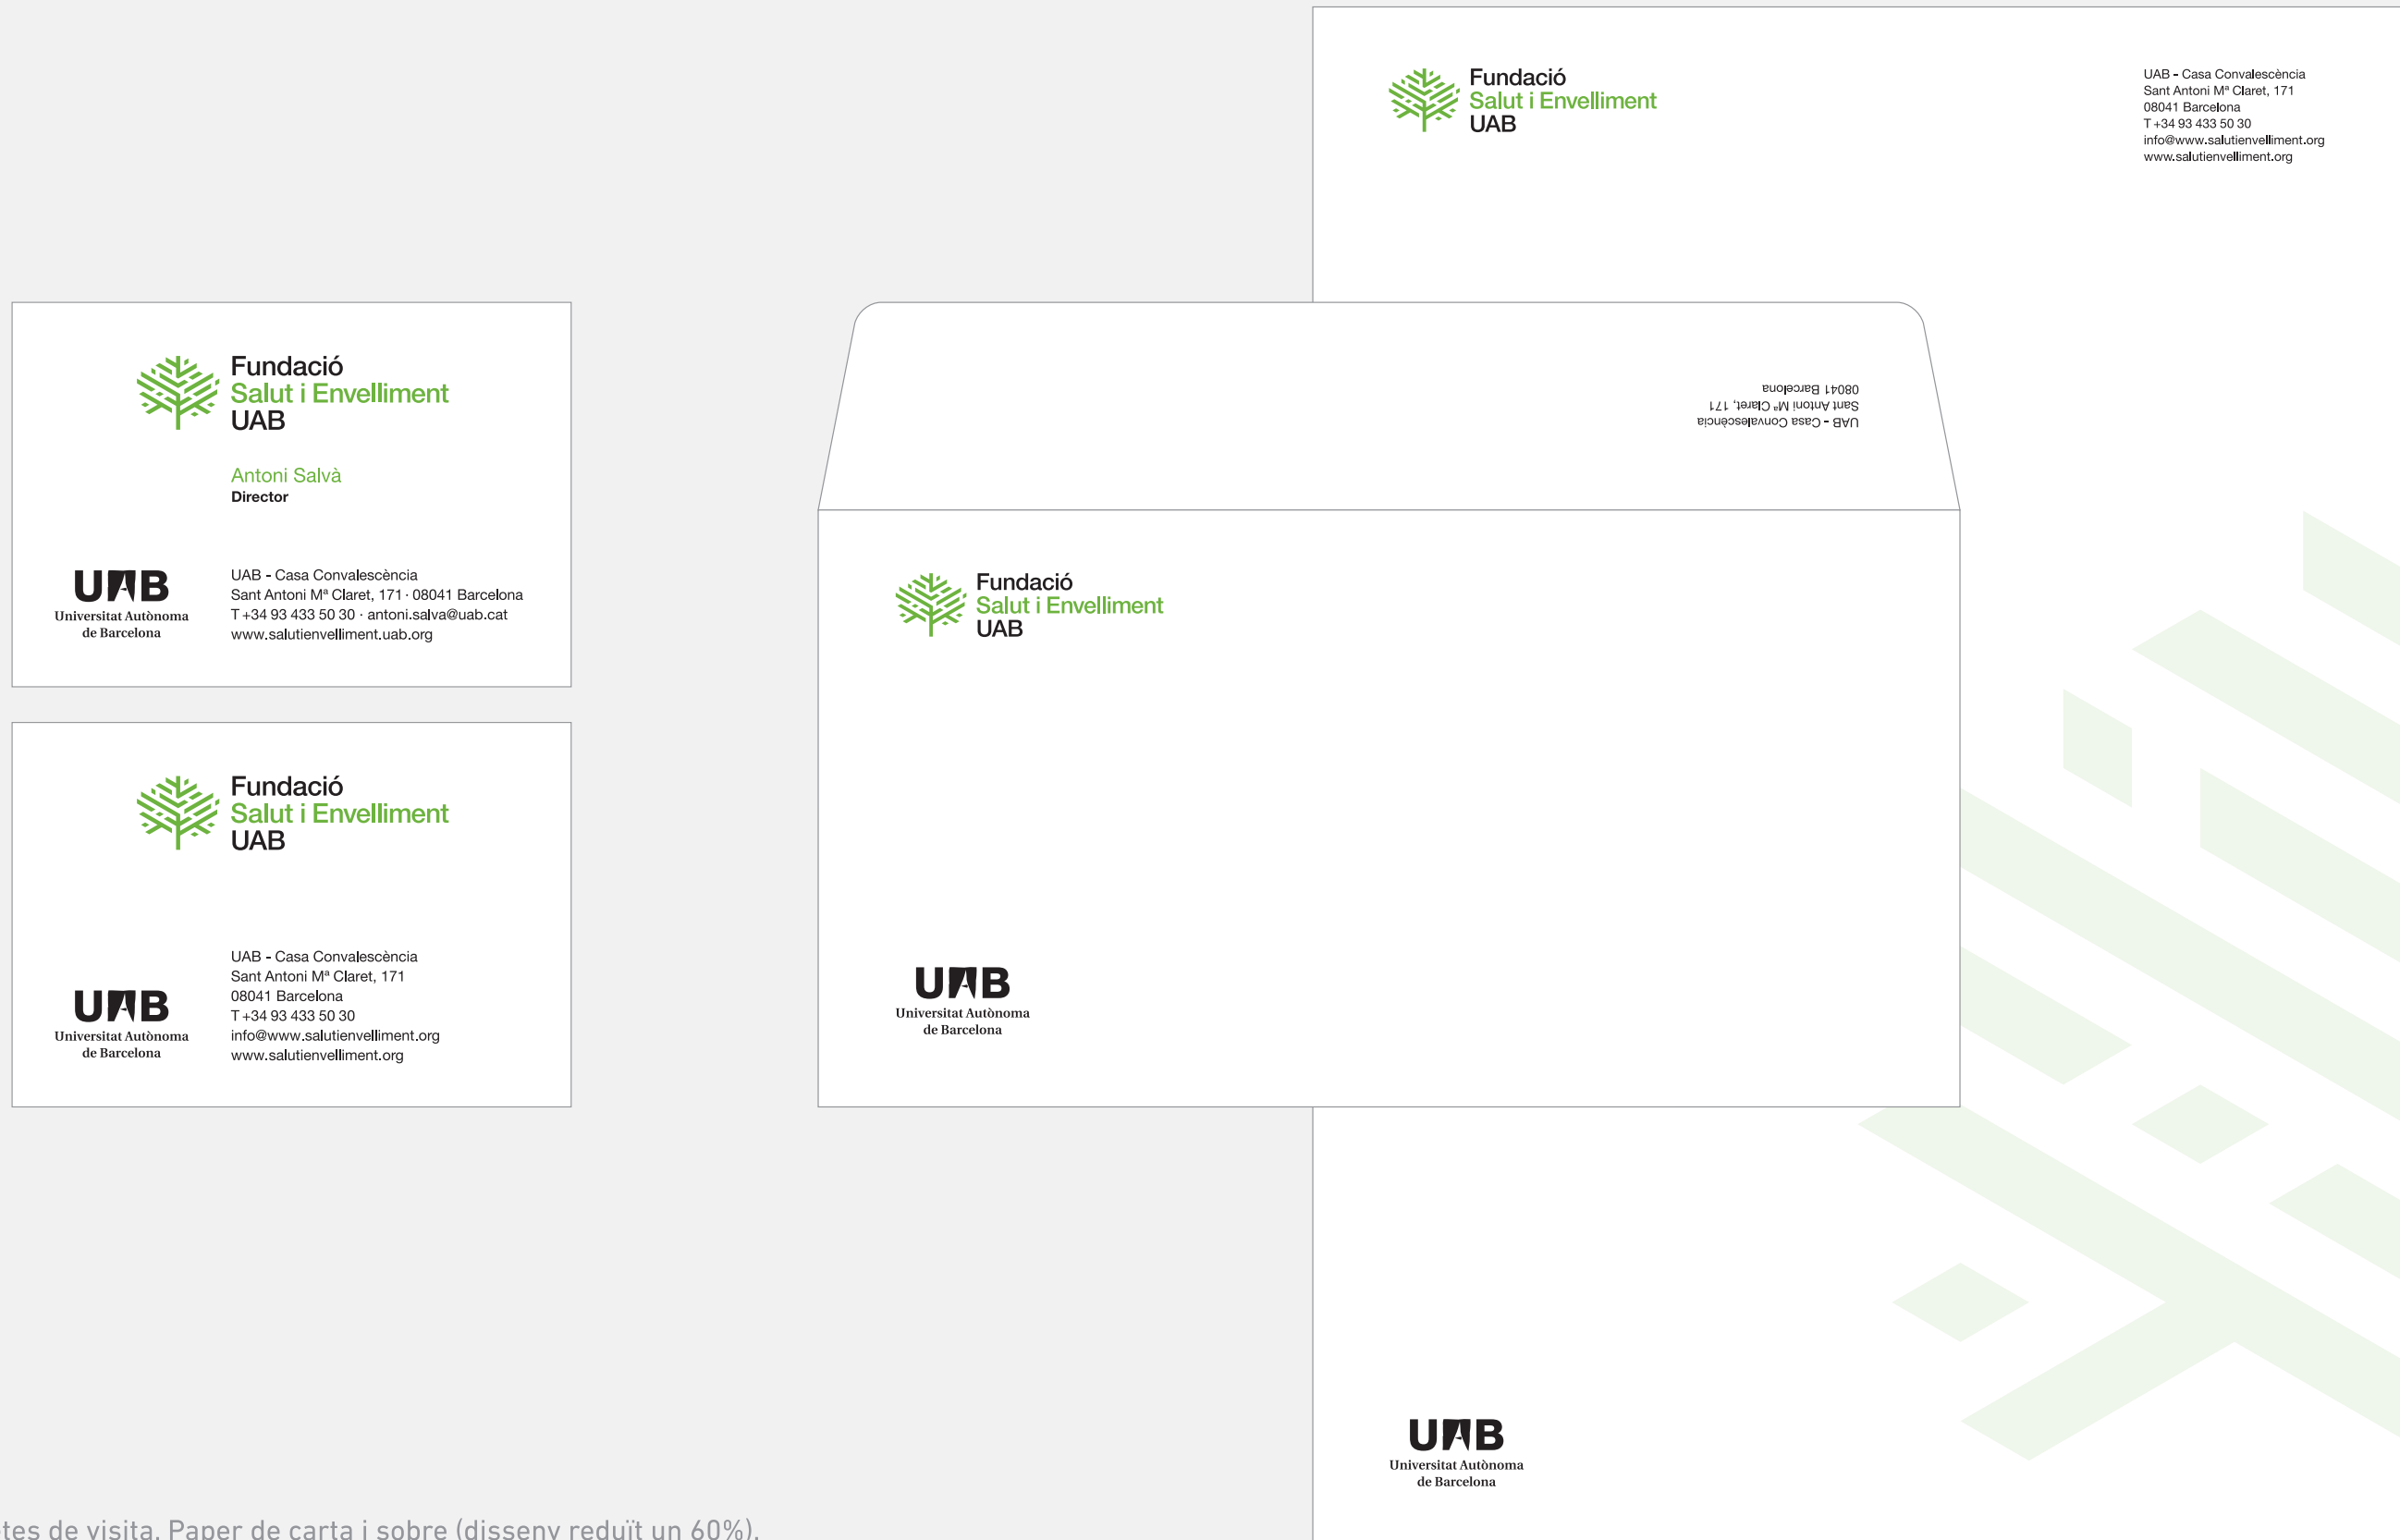 Fundació
Salut i Envelliment
UAB
Antoni Salvà
Director
UAB
Universitat Autònoma
de Barcelona
UAB - Casa Convalescència
Sant Antoni Mª Claret, 171 · 08041 Barcelona
T +34 93 433 50 30 · antoni.salva@uab.cat
www.salutienvelliment.uab.org
Fundació
Salut i Envelliment
UAB
UAB
Universitat Autònoma
de Barcelona
UAB - Casa Convalescència
Sant Antoni Mª Claret, 171
08041 Barcelona
T +34 93 433 50 30
info@www.salutienvelliment.org
www.salutienvelliment.org
UAB - Casa Convalescència
Sant Antoni Mª Claret, 171
08041 Barcelona
Fundació
Salut i Envelliment
UAB
UAB
Universitat Autònoma
de Barcelona
Fundació
Salut i Envelliment
UAB
UAB - Casa Convalescència
Sant Antoni Mª Claret, 171
08041 Barcelona
T +34 93 433 50 30
info@www.salutienvelliment.org
www.salutienvelliment.org
UAB
Universitat Autònoma
de Barcelona
de visita. Paper de carta i sobre (disseny reduït un 60%).